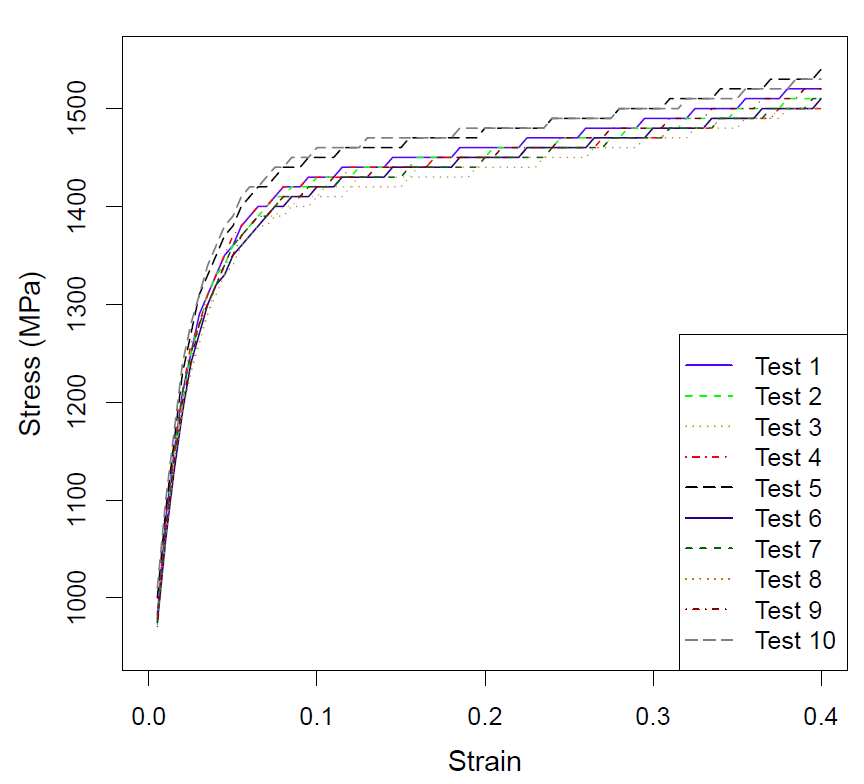 Stress (MPa)
1500
1400
1300
1200
1100
1000
Test 1
Test 2
Test 3
Test 4
Test 5
Test 6
Test 7
Test 8
Test 9
Test 10
0.0 0.1 0.2 0.3 0.4
Strain